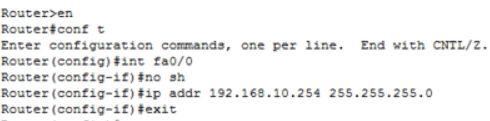 Router>en
Router#conf t
Enter configuration commands, one per line.  End with CNTL/Z.
Router(config)#int fa0/0
Router(config-if)#no sh
Router(config-if)#ip addr 192.168.10.254 255.255.255.0
Router(config-if)#exit